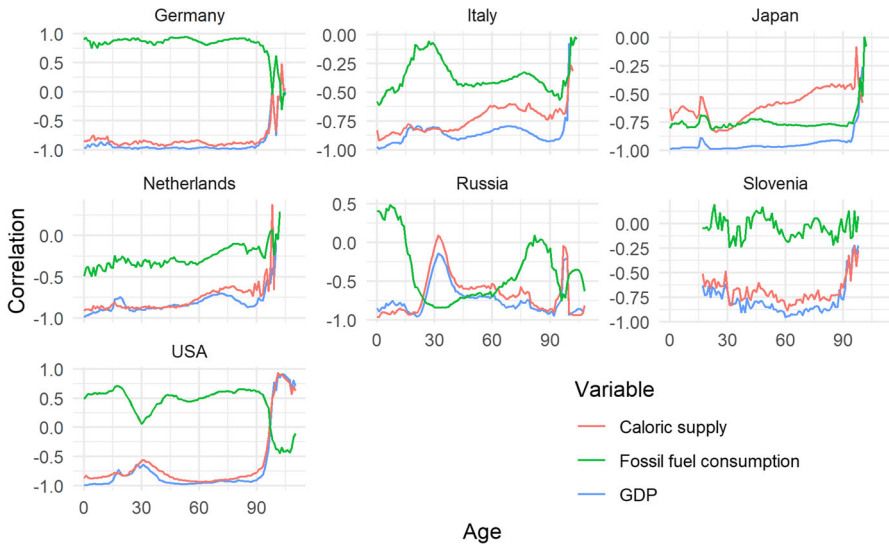 Germany
Italy
Japan
1.0
0.5
0.0
-0.5
-1.0
0.00
-0.25
-0.50
-0.75
-1.00
0.00
-0.25
-0.50
-0.75
-1.00
Netherlands
Russia
Slovenia
0.0
-0.5
-1.0
0.5
0.0
-0.5
-1.0
0.00
-0.25
-0.50
-0.75
-1.00
0 30 60 90
0 30 60 90
USA
1.0
0.5
0.0
-0.5
-1.0
0 30 60 90
Correlation
Age
Variable
Caloric supply
Fossil fuel consumption
GDP